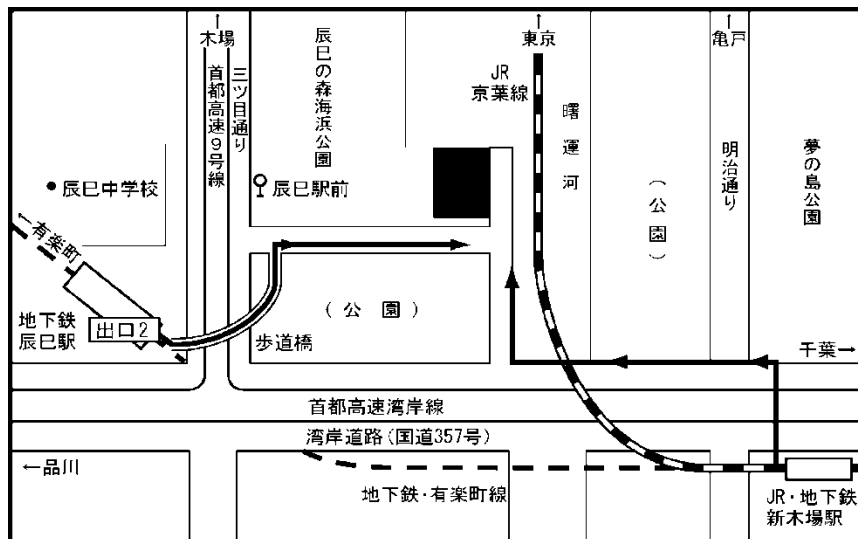 ↑
木場
↑
東京
↑
亀戸
首都高速9号線
三ツ目通り
辰巳の森海浜公園
JR
京葉線
曙運河
(公園)
明治通り
夢の島公園
辰巳中学校
辰巳駅前
←有楽町
地下鉄
辰巳駅
出口2
(公園)
歩道橋
千葉→
首都高速湾岸線
湾岸道路(国道357号)
←品川
地下鉄・有楽町線
JR・地下鉄
新木場駅